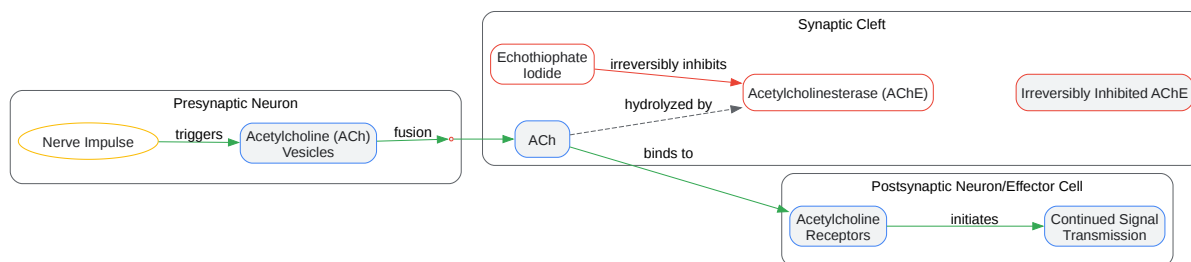 Synaptic Cleft
Echothiophate
Iodide
irreversibly inhibits
Acetylcholinesterase (AChE)
Irreversibly Inhibited AChE
hydrolyzed by
Presynaptic Neuron
Nerve Impulse
triggers
Acetylcholine (ACh)
Vesicles
fusion
ACh
binds to
Postsynaptic Neuron/Effector Cell
Acetylcholine
Receptors
initiates
Continued Signal
Transmission